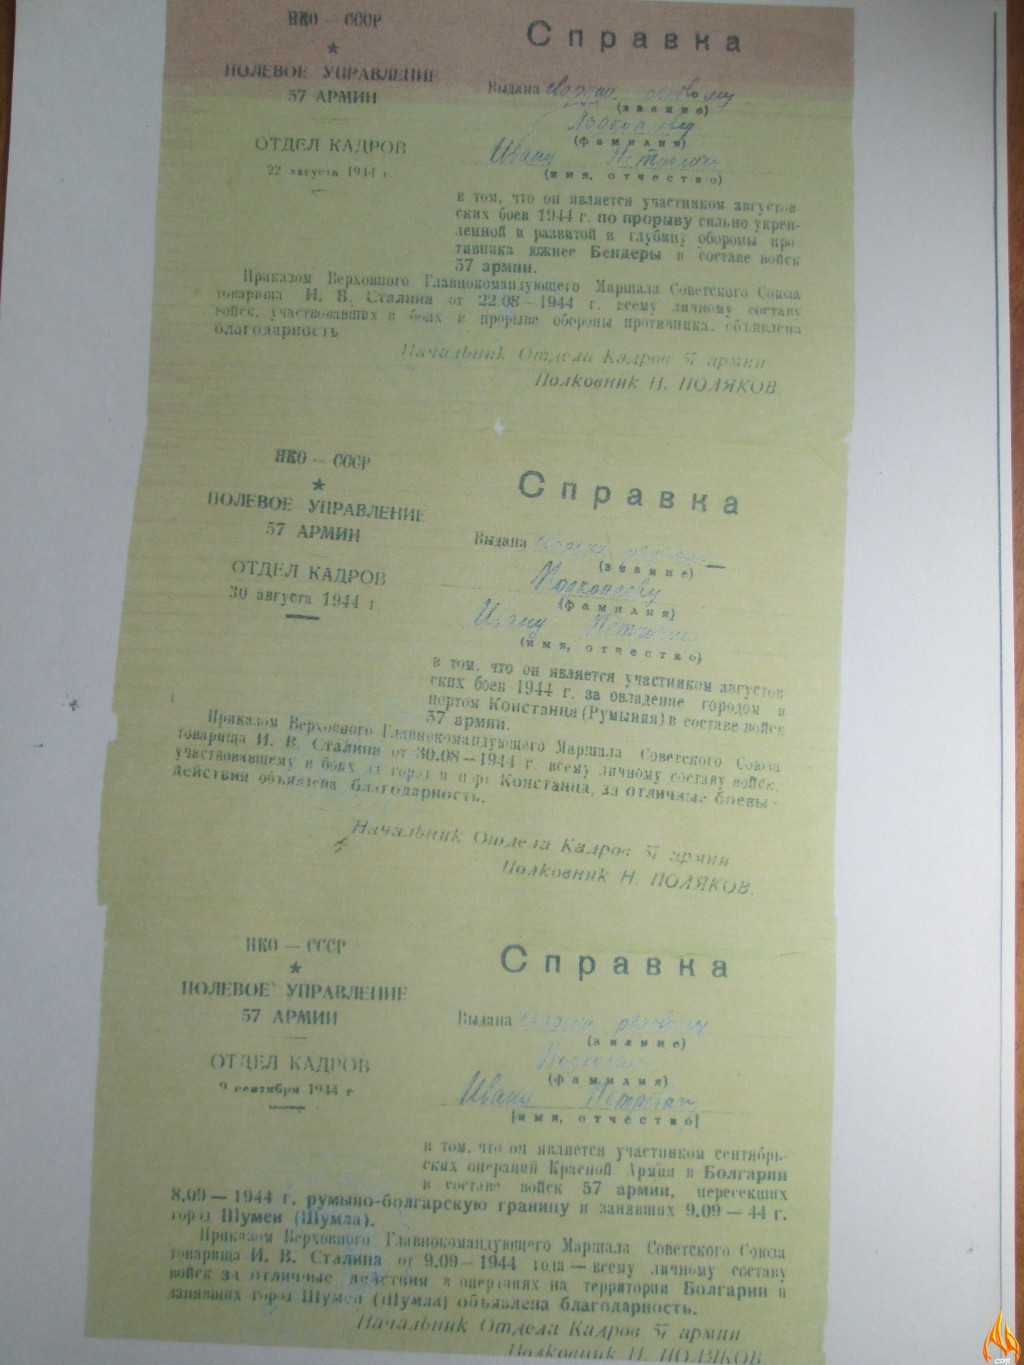 НКО — СССР
Справка
ПОЛЕВОЕ УПРАВЛЕНИЕ
57 АРМИИ
Выдана
(звание)
ОТДЕЛ КАДРОВ
(фамилия)
22 августа 1944 г.
Ивану
(имя, отчество)
в том, что он является участником августов
ских боев 1944 г. по прорыву сильно укреп-
ленной и развитой в глубину обороны про
тивника южнее Бендеры в составе войск
57 армии.
Приказом Верховного Главнокомандующего Маршала Советского Союза
товарища И. В. Сталина от 22.08 — 1944 г. всему личному составу
войск, участвовавших в боях и прорыве обороны противника, объявлена
благодарность
Начальник Отдела Кадров 57 армии
Полковник Н. ПОЛЯКОВ.
НКО — СССР
Справка
ПОЛЕВОЕ УПРАВЛЕНИЕ
57 АРМИИ
Выдана
(звание)
ОТДЕЛ КАДРОВ
30 августа 1944 г
(фамилия)
Ивану
(имя, отчество)
в том, что он является участником августов
ских боев 1944 г. за овладение городом и
портом Констанца (Румыния) в составе войск
57 армии.
Приказом Верховного Главнокомандующего Маршала Советского Союза
товарища И. В. Сталина от 30.08 — 1944 г. всему личному составу войск,
участвовавшему в боях за город и порт Констанца, за отличные боевы-
действия объявлена благодарность.
Начальник Отдела Кадров 57 армии
Полковник Н. ПОЛЯКОВ.
НКО — СССР
Справка
ПОЛЕВОЕ УПРАВЛЕНИЕ
57 АРМИИ
Выдана
(звание)
ОТДЕЛ КАДРОВ
9 сентября 1944 г
(фамилия)
Ивану
[имя, отчество]
в том, что он является участником сентябрь-
ских операций Красной Армии в Болгарии
в составе войск 57 армии, пересекших
8.09 — 1944 г. румыно-болгарскую границу и занявших 9.09 — 44 г.
город Шумен (Шумла).
Приказом Верховного Главнокомандующего Маршала Советского Союза
товарища И. В. Сталина от 9.09 — 1944 года — всему личному составу
войск за отличные действия в операциях на территории Болгарии и
занявших город Шумен (Шумла) объявлена благодарность.
Начальник Отдела Кадров 57 армии
Полковник Н. ПОЛЯКОВ.